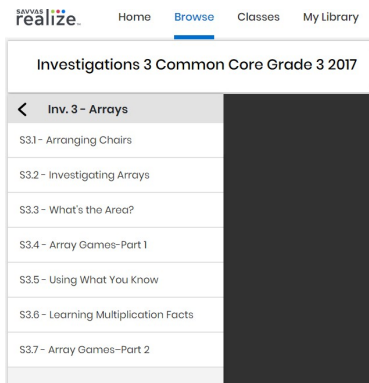 savvas
realize. Home Browse Classes My Library
Investigations 3 Common Core Grade 3 2017
Inv. 3 - Arrays
S3.1 - Arranging Chairs
S3.2 - Investigating Arrays
S3.3 - What's the Area?
S3.4 - Array Games-Part 1
S3.5 - Using What You Know
S3.6 - Learning Multiplication Facts
S3.7 - Array Games–Part 2